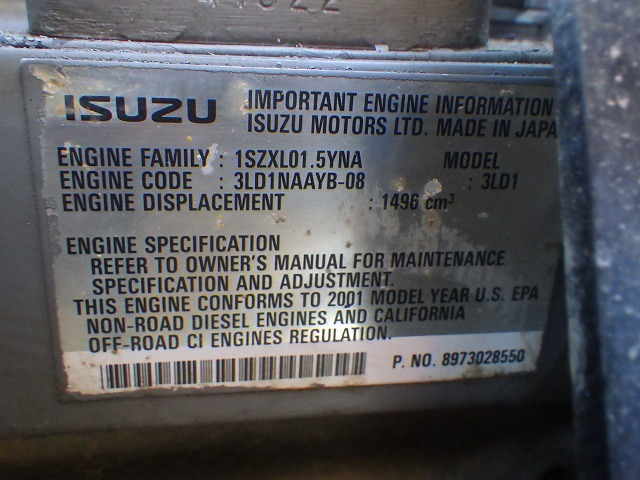 ISUZU IMPORTANT ENGINE INFORMATION
ISUZU MOTORS LTD. MADE IN JAPA
ENGINE FAMILY : 1SZXL01.5YNA MODEL
ENGINE CODE : 3LD1NAAYB-08 : 3LD1
ENGINE DISPLACEMENT : 1496 cm³
ENGINE SPECIFICATION
REFER TO OWNER'S MANUAL FOR MAINTENANCE
SPECIFICATION AND ADJUSTMENT.
THIS ENGINE CONFORMS TO 2001 MODEL YEAR U.S. EPA
NON-ROAD DIESEL ENGINES AND CALIFORNIA
OFF-ROAD CI ENGINES REGULATION.
P. NO. 8973028550